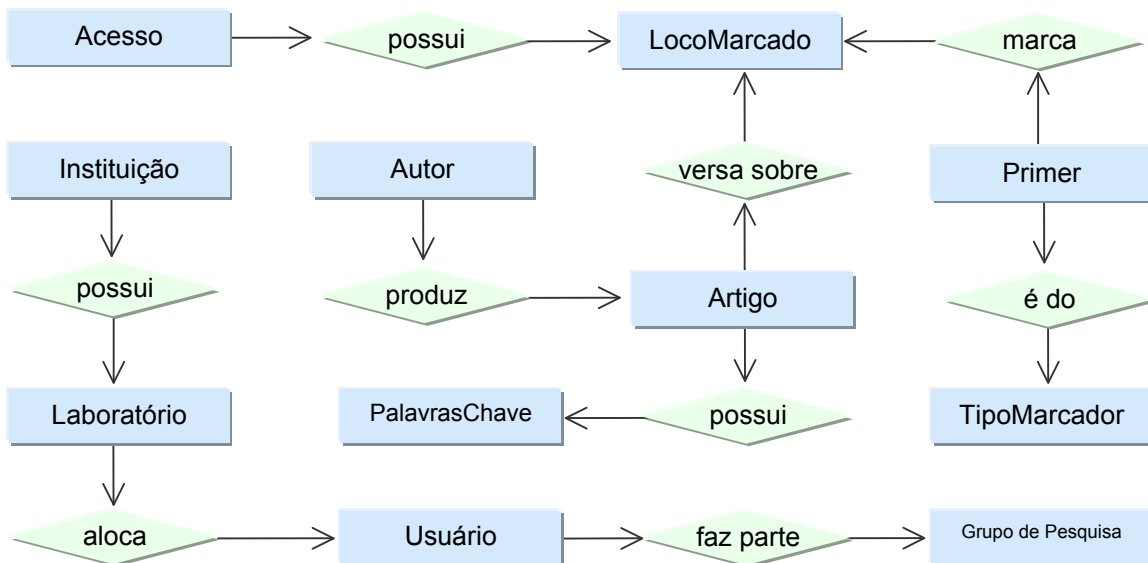 Acesso
possui
LocoMarcado
marca
Instituição
Autor
versa sobre
Primer
possui
produz
Artigo
é do
Laboratório
PalavrasChave
possui
TipoMarcador
aloca
Usuário
faz parte
Grupo de Pesquisa